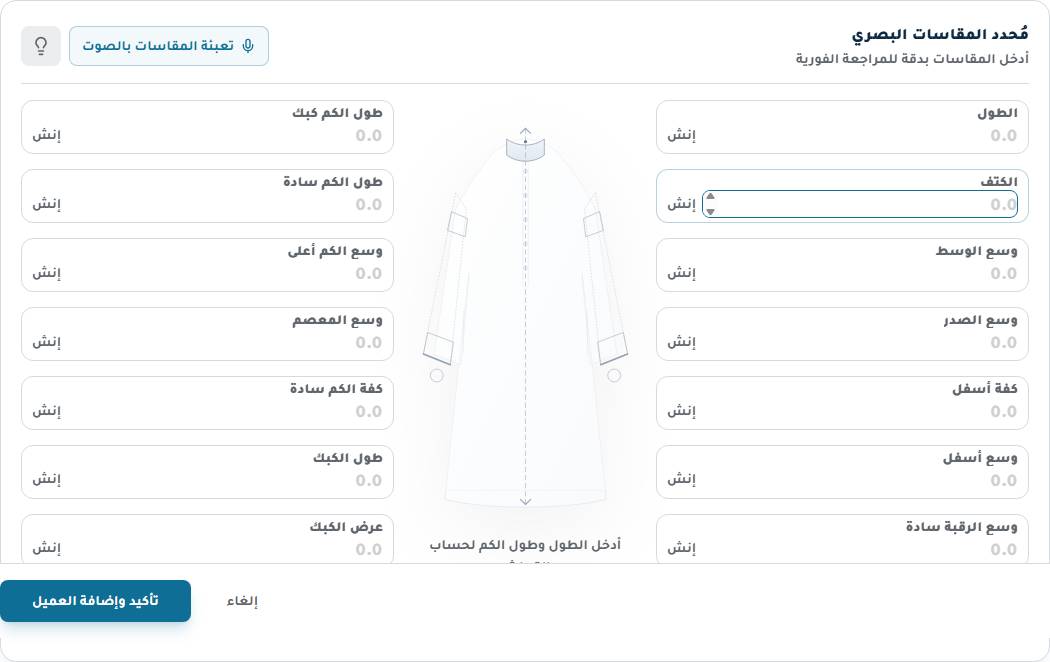 مُحدد المقاسات البصري
أدخل المقاسات بدقة للمراجعة الفورية
تعبئة المقاسات بالصوت
الطول
0.0
إنش
الكتف
0.0
إنش
وسع الوسط
0.0
إنش
وسع الصدر
0.0
إنش
كفة أسفل
0.0
إنش
وسع أسفل
0.0
إنش
وسع الرقبة سادة
0.0
إنش
أدخل الطول وطول الكم لحساب
طول الكم كبك
0.0
إنش
طول الكم سادة
0.0
إنش
وسع الكم أعلى
0.0
إنش
وسع المعصم
0.0
إنش
كفة الكم سادة
0.0
إنش
طول الكبك
0.0
إنش
عرض الكبك
0.0
إنش
إلغاء
تأكيد وإضافة العميل